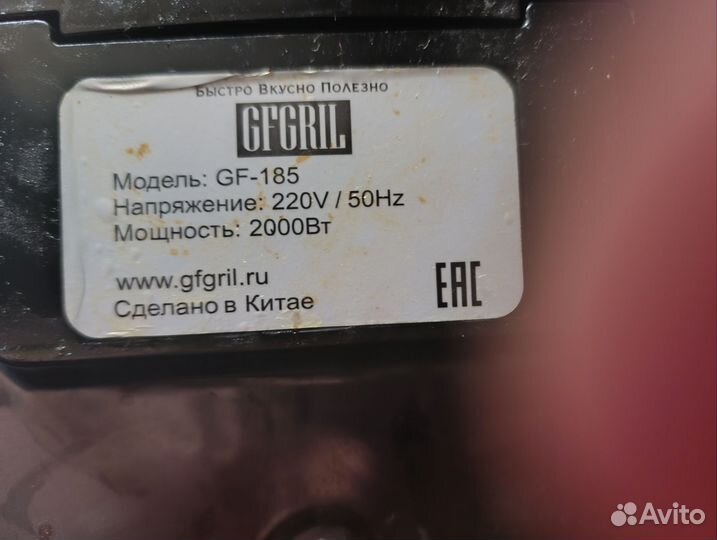 Быстро Вкусно Полезно
GFGRIL
Модель: GF-185
Напряжение: 220V / 50Hz
Мощность: 2000Вт
www.gfgril.ru
Сделано в Китае
EAC
Avito